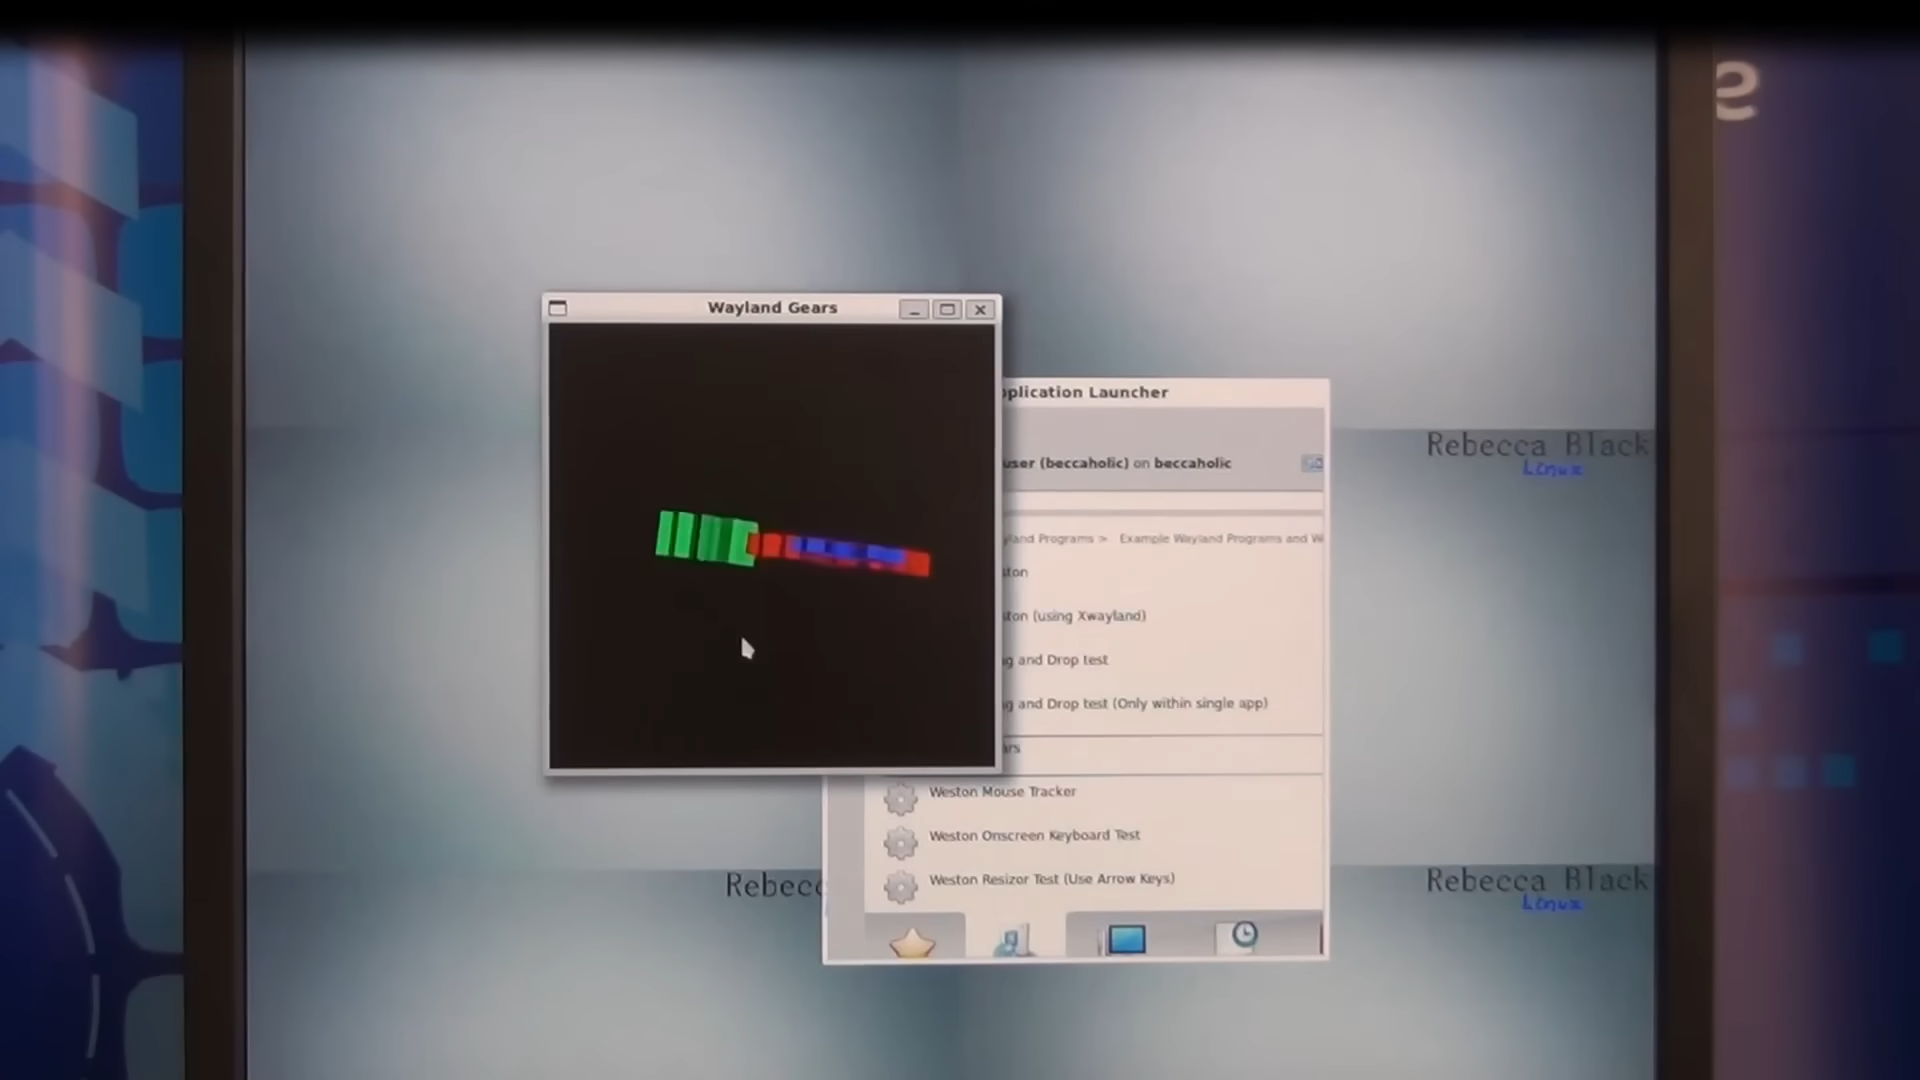 Wayland Gears
plication Launcher
user (beccaholic) on beccaholic
Rebecca Black
Linux
yland Programs > Example Wayland Programs and W
ton
ton (using Xwayland)
g and Drop test
g and Drop test (Only within single app)
ars
Weston Mouse Tracker
Weston Onscreen Keyboard Test
Weston Resizor Test (Use Arrow Keys)
Rebecc
Rebecca Black
Linux